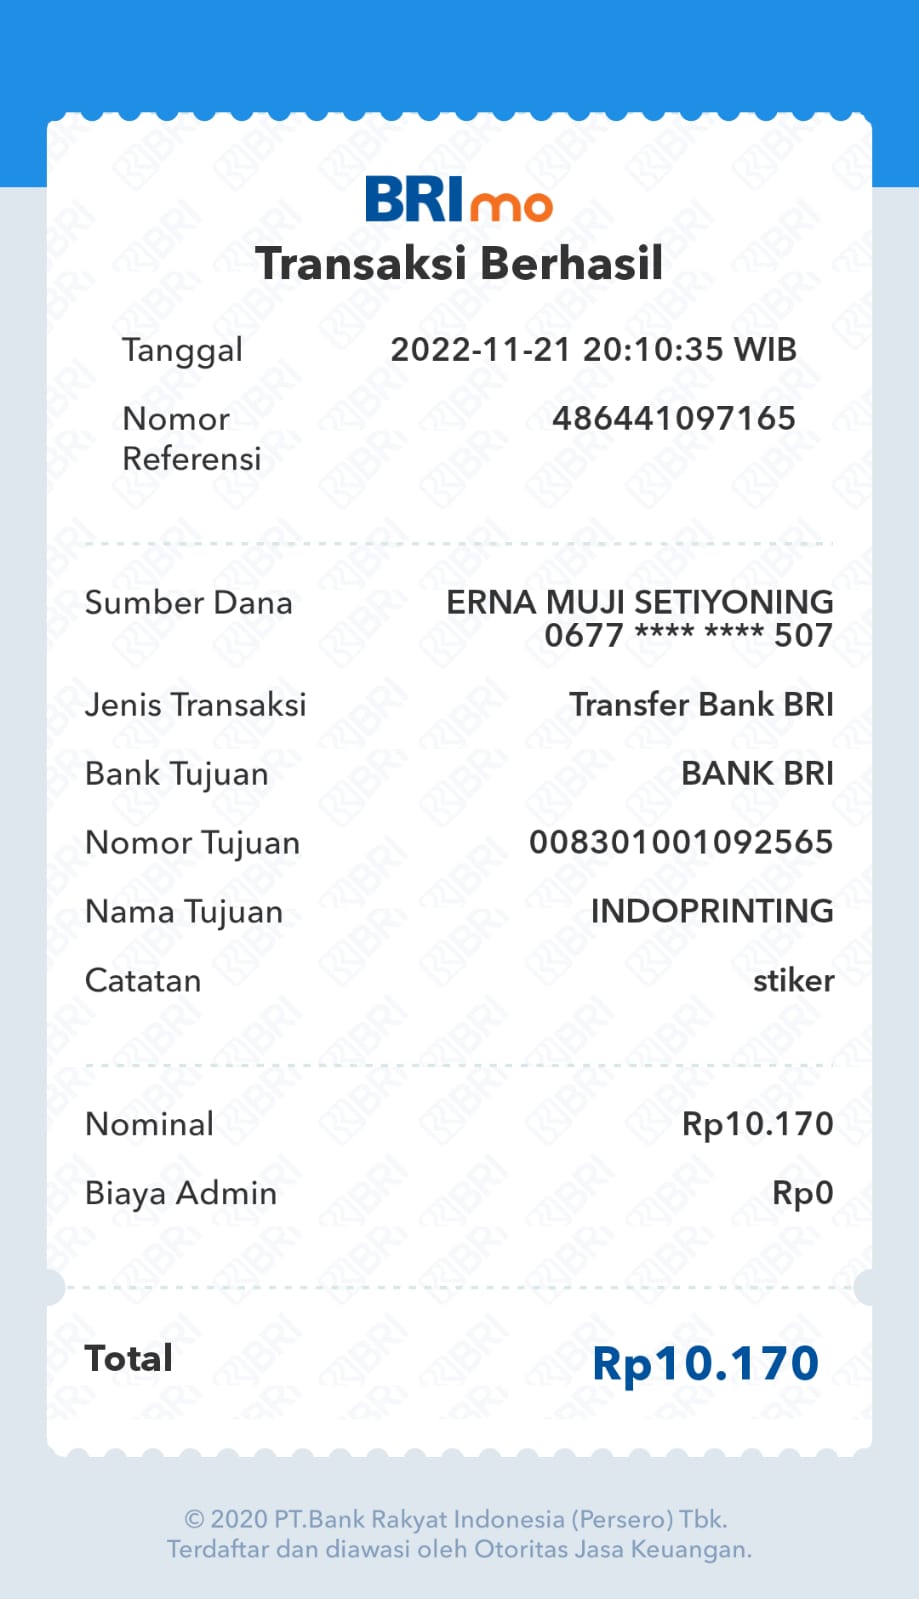 BRImo
Transaksi Berhasil
Tanggal 2022-11-21 20:10:35 WIB
Nomor Referensi 486441097165
Sumber Dana ERNA MUJI SETIYONING
0677 **** **** 507
Jenis Transaksi Transfer Bank BRI
Bank Tujuan BANK BRI
Nomor Tujuan 008301001092565
Nama Tujuan INDOPRINTING
Catatan stiker
Nominal Rp10.170
Biaya Admin Rp0
Total Rp10.170
© 2020 PT.Bank Rakyat Indonesia (Persero) Tbk.
Terdaftar dan diawasi oleh Otoritas Jasa Keuangan.